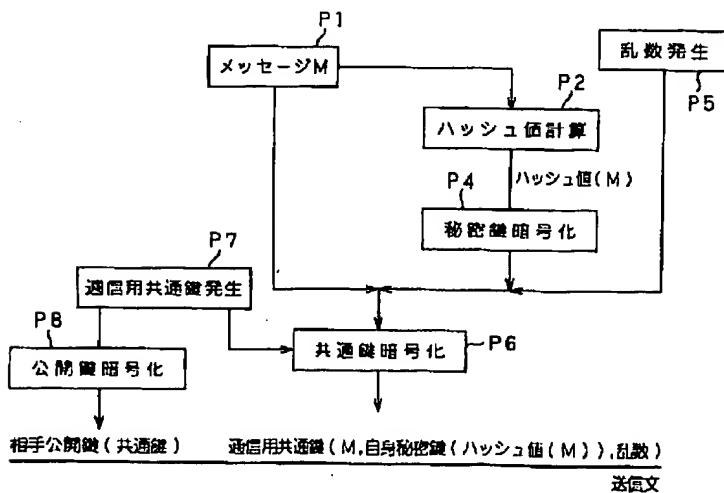 P1
メッセージM
乱数発生
P5
P2
ハッシュ値計算
ハッシュ値(M)
P4
秘密鍵暗号化
P7
通信用共通鍵発生
P8
公開鍵暗号化
共通鍵暗号化
P6
相手公開鍵(共通鍵)
通信用共通鍵(M,自身秘密鍵(ハッシュ値(M)),乱数)
送信文